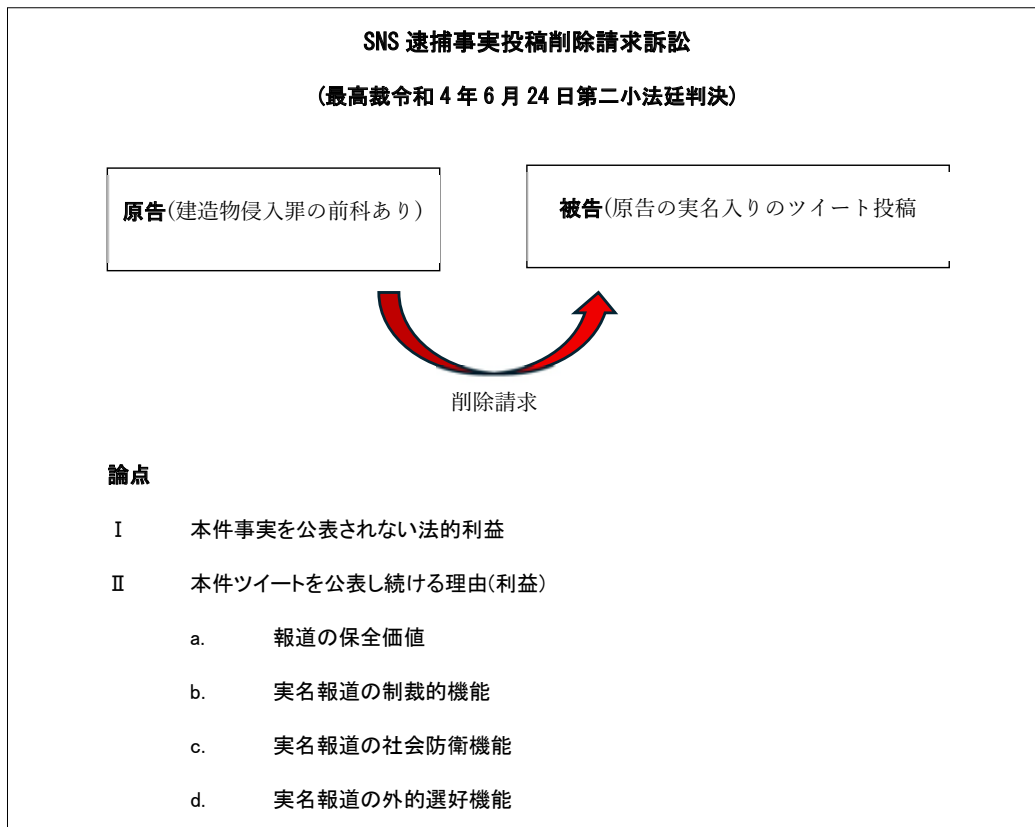 SNS 逮捕事実投稿削除請求訴訟
(最高裁令和 4 年 6 月 24 日第二小法廷判決)
原告(建造物侵入罪の前科あり)
被告(原告の実名入りのツイート投稿
削除請求
論点
Ⅰ 本件事実を公表されない法的利益
Ⅱ 本件ツイートを公表し続ける理由(利益)
a. 報道の保全価値
b. 実名報道の制裁的機能
c. 実名報道の社会防衛機能
d. 実名報道の外的選好機能